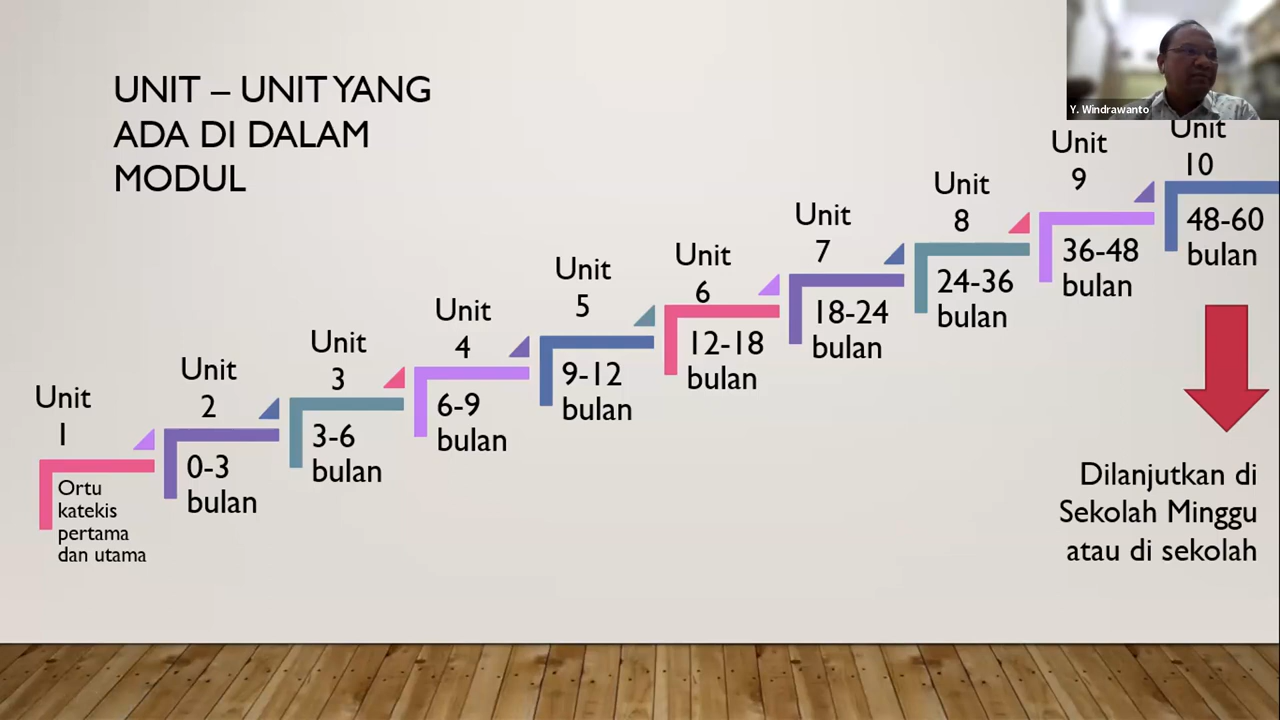 UNIT – UNIT YANG
ADA DI DALAM
MODUL
Y. Windrawanto
Unit
1
Ortu
katekis
pertama
dan utama
Unit
2
0-3
bulan
Unit
3
3-6
bulan
Unit
4
6-9
bulan
Unit
5
9-12
bulan
Unit
6
12-18
bulan
Unit
7
18-24
bulan
Unit
8
24-36
bulan
Unit
9
36-48
bulan
Unit
10
48-60
bulan
Dilanjutkan di
Sekolah Minggu
atau di sekolah